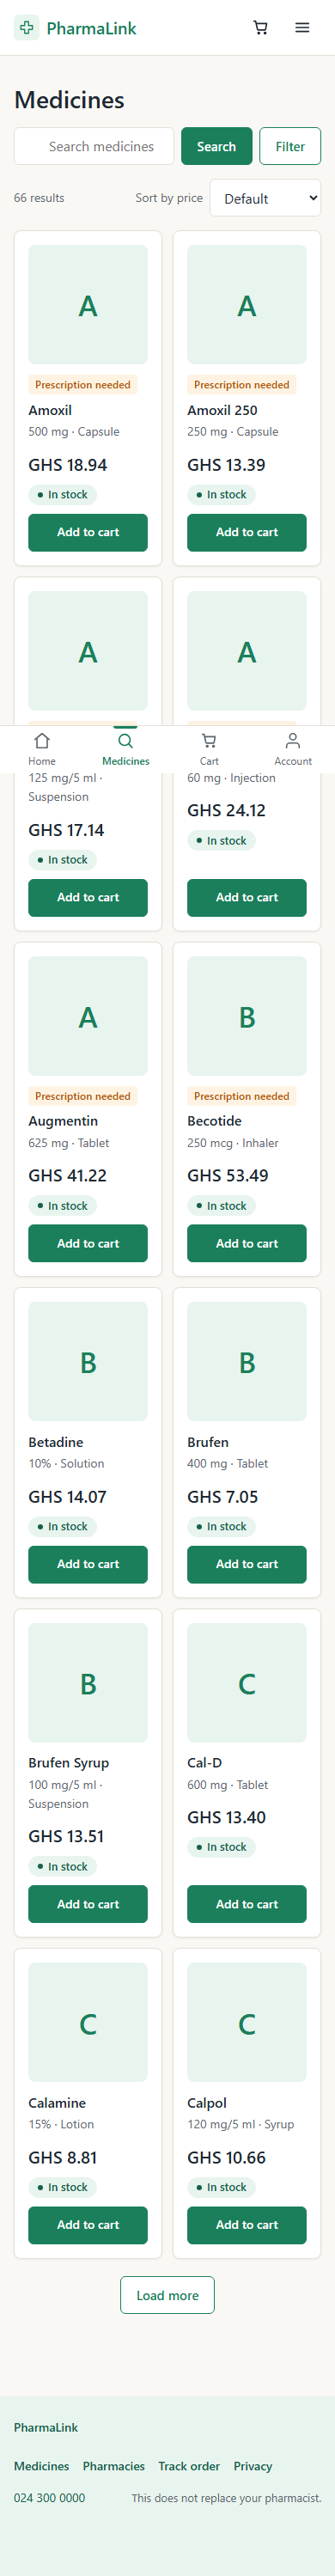 PharmaLink
Medicines
Search medicines Search Filter
66 results Sort by price Default
A A
Prescription needed Prescription needed
Amoxil Amoxil 250
500 mg · Capsule 250 mg · Capsule
GHS 18.94 GHS 13.39
In stock In stock
Add to cart Add to cart
A A
Home Medicines Cart Account
125 mg/5 ml · 60 mg · Injection
Suspension
GHS 17.14 GHS 24.12
In stock In stock
Add to cart Add to cart
A B
Prescription needed Prescription needed
Augmentin Becotide
625 mg · Tablet 250 mcg · Inhaler
GHS 41.22 GHS 53.49
In stock In stock
Add to cart Add to cart
B B
Betadine Brufen
10% · Solution 400 mg · Tablet
GHS 14.07 GHS 7.05
In stock In stock
Add to cart Add to cart
B C
Brufen Syrup Cal-D
100 mg/5 ml · 600 mg · Tablet
Suspension
GHS 13.51 GHS 13.40
In stock In stock
Add to cart Add to cart
C C
Calamine Calpol
15% · Lotion 120 mg/5 ml · Syrup
GHS 8.81 GHS 10.66
In stock In stock
Add to cart Add to cart
Load more
PharmaLink
Medicines Pharmacies Track order Privacy
024 300 0000 This does not replace your pharmacist.